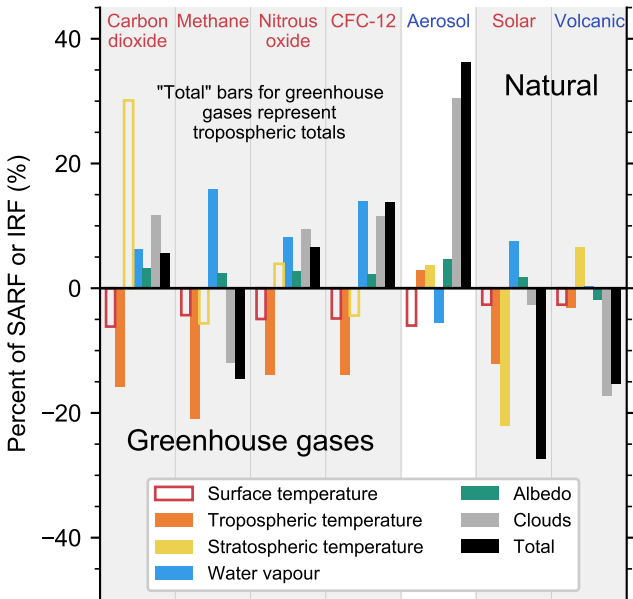 Carbon dioxide
Methane
Nitrous oxide
CFC-12
Aerosol
Solar
Volcanic
"Total" bars for greenhouse
gases represent
tropospheric totals
Natural
Percent of SARF or IRF (%)
40
20
0
−20
−40
Greenhouse gases
Surface temperature
Tropospheric temperature
Stratospheric temperature
Water vapour
Albedo
Clouds
Total